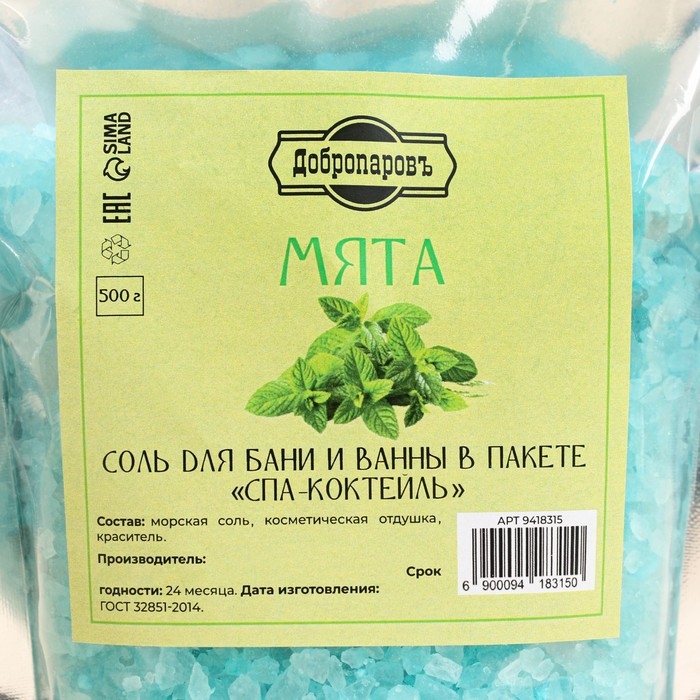 SIMA
LAND
EAC
500 г
Добропаровъ
МЯТА
СОЛЬ ДЛЯ БАНИ И ВАННЫ В ПАКЕТЕ
«СПА-КОКТЕЙЛЬ»
Состав: морская соль, косметическая отдушка,
краситель.
Производитель:
Срок
годности: 24 месяца. Дата изготовления:
ГОСТ 32851-2014.
АРТ 9418315
6 900094 183150